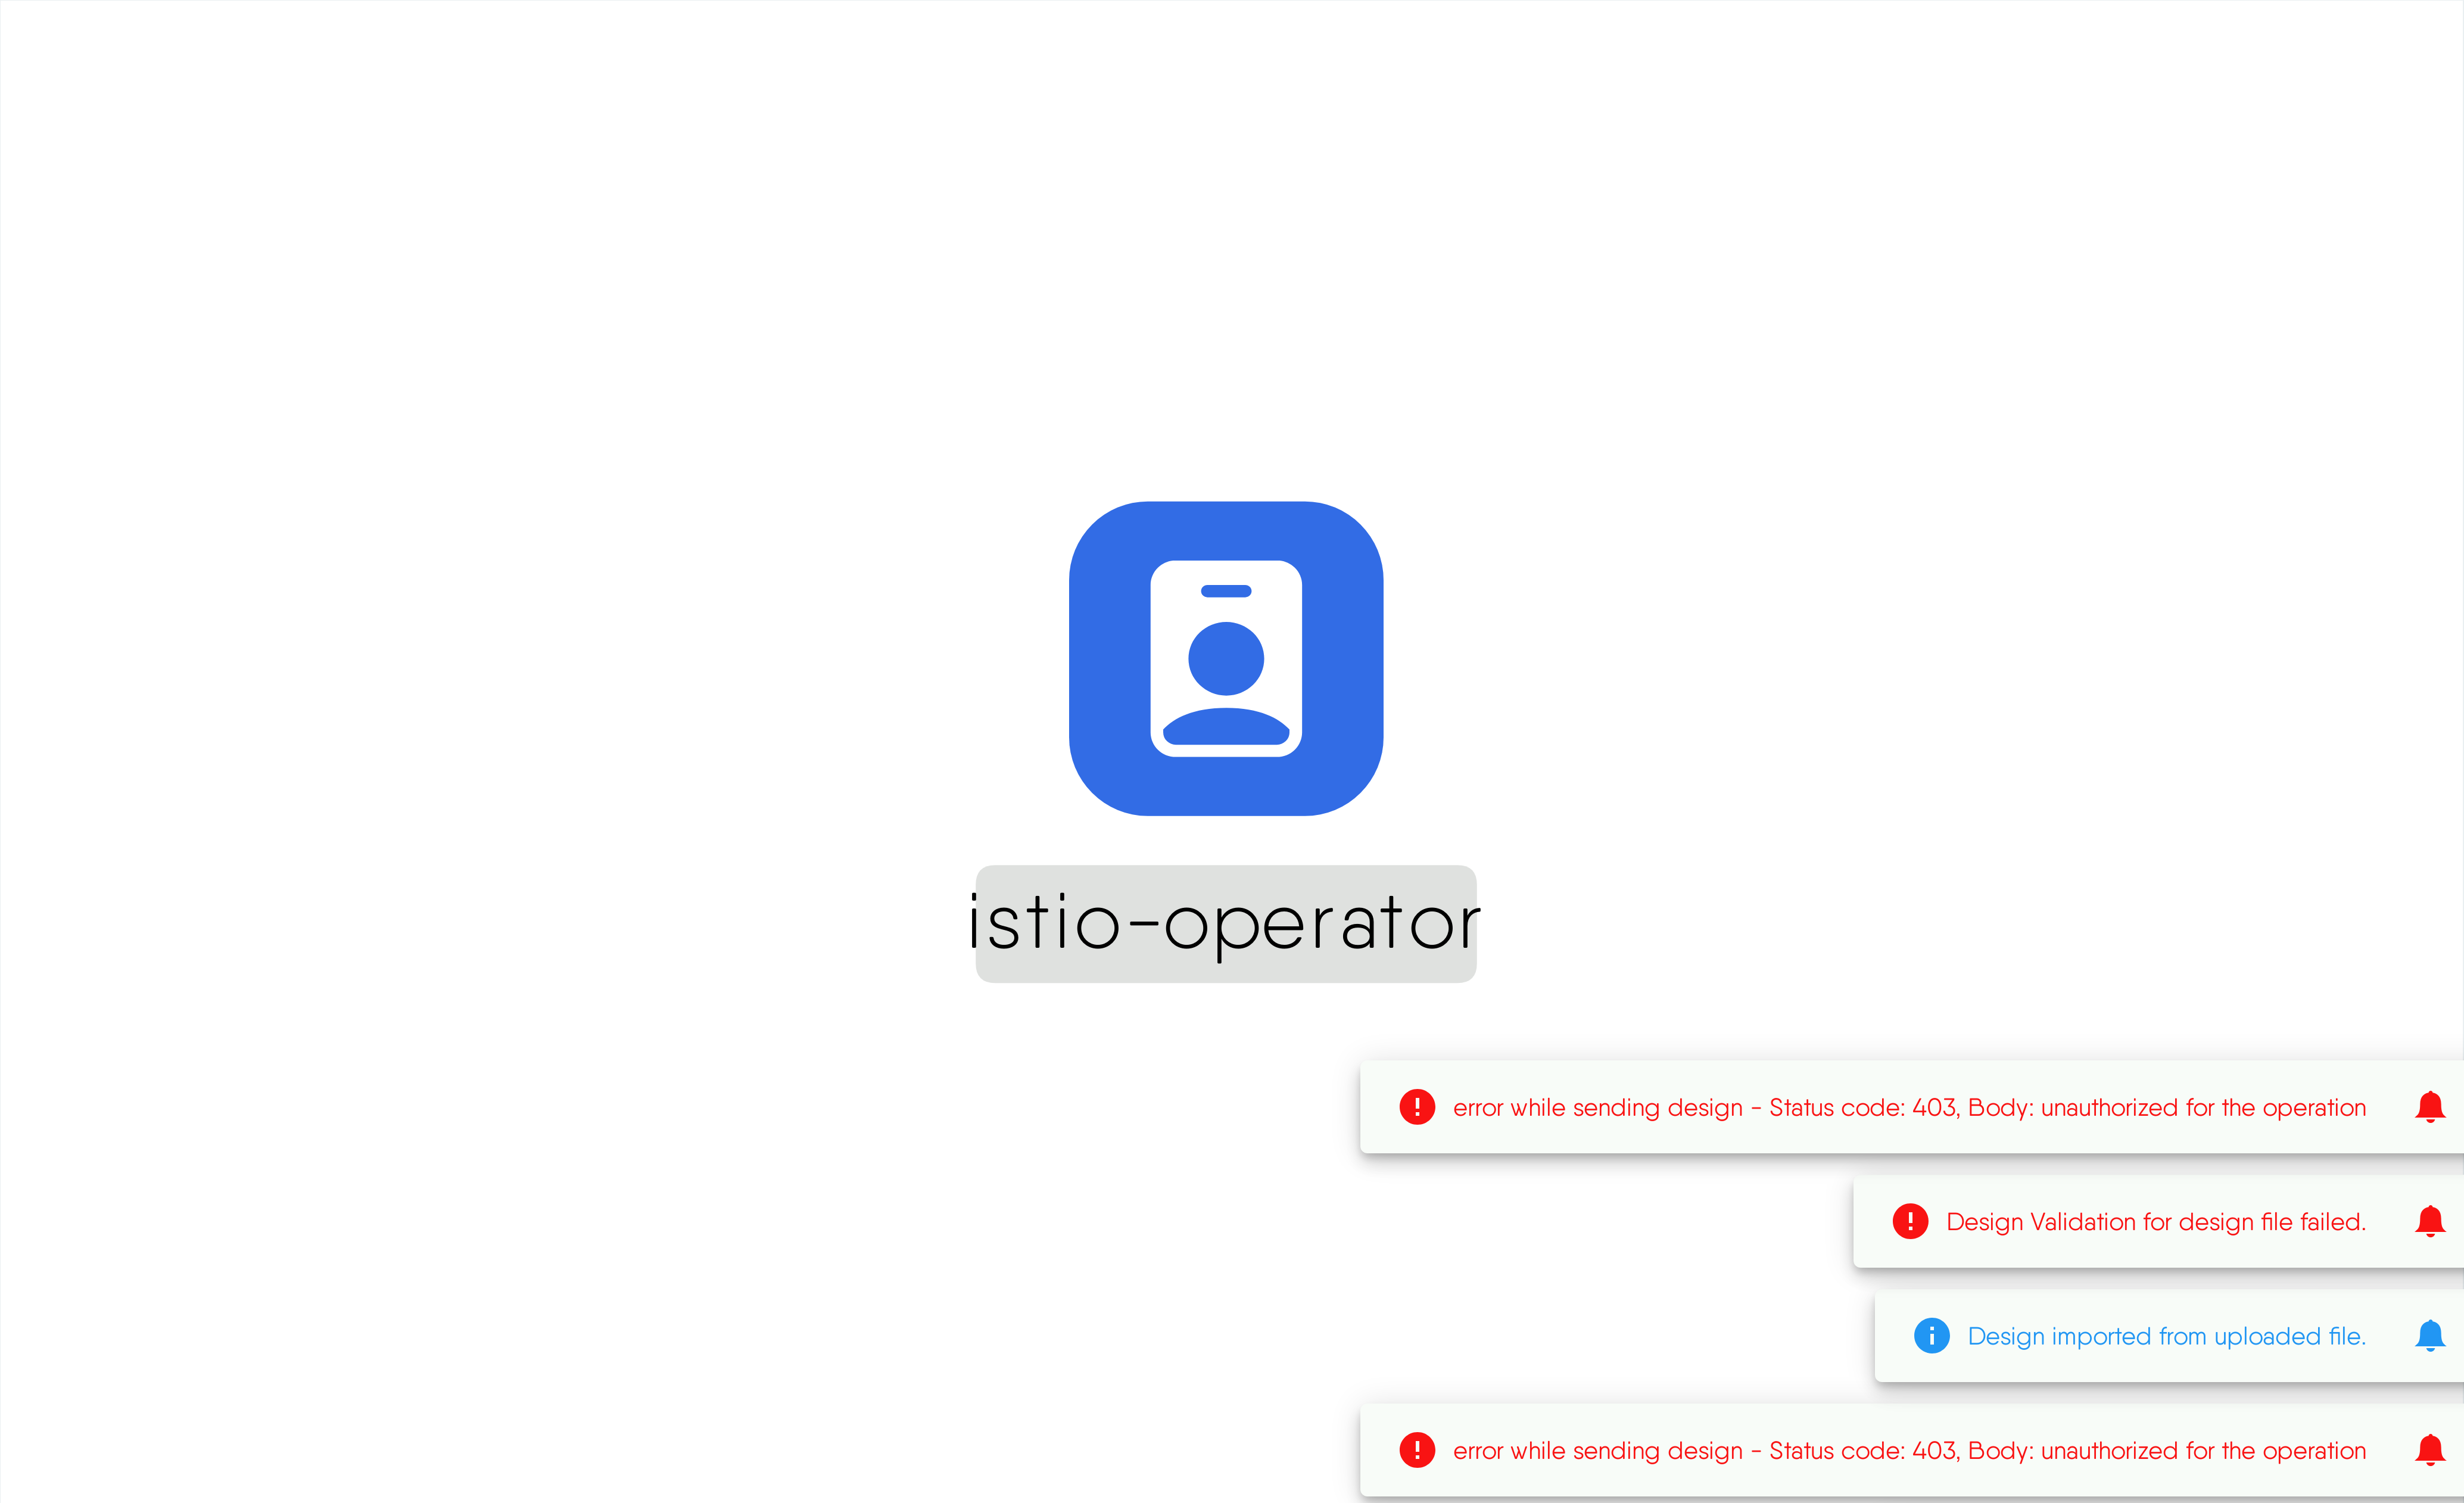 istio-operator
error while sending design - Status code: 403, Body: unauthorized for the operation
Design Validation for design file failed.
Design imported from uploaded file.
error while sending design - Status code: 403, Body: unauthorized for the operation